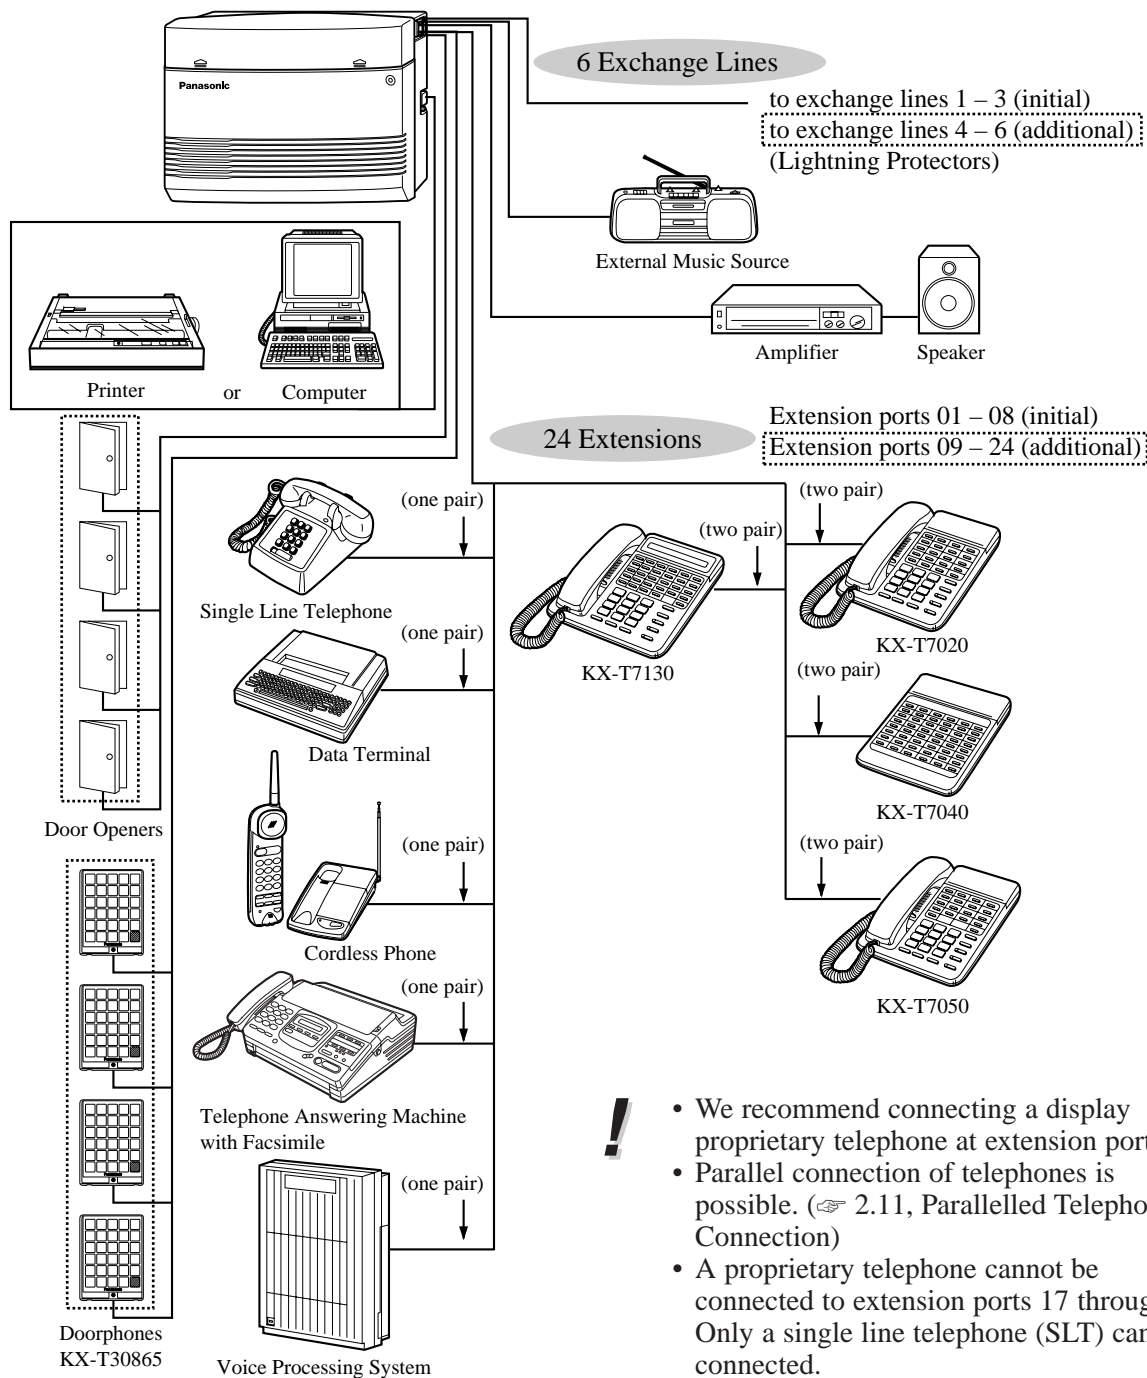 Panasonic
6 Exchange Lines
to exchange lines 1 – 3 (initial)
to exchange lines 4 – 6 (additional)
(Lightning Protectors)
External Music Source
Amplifier
Speaker
Printer
or
Computer
24 Extensions
Extension ports 01 – 08 (initial)
Extension ports 09 – 24 (additional)
(one pair)
Single Line Telephone
(one pair)
Data Terminal
(one pair)
Cordless Phone
(one pair)
Telephone Answering Machine
with Facsimile
(one pair)
Voice Processing System
(two pair)
KX-T7130
(two pair)
KX-T7020
(two pair)
KX-T7040
(two pair)
KX-T7050
Door Openers
Panasonic
Panasonic
Panasonic
Panasonic
Doorphones
KX-T30865
! • We recommend connecting a display
proprietary telephone at extension
• Parallel connection of telephones is
possible. (☞ 2.11, Parallelled
Connection)
• A proprietary telephone cannot be
connected to extension ports 17
Only a single line telephone (SLT) can
connected.